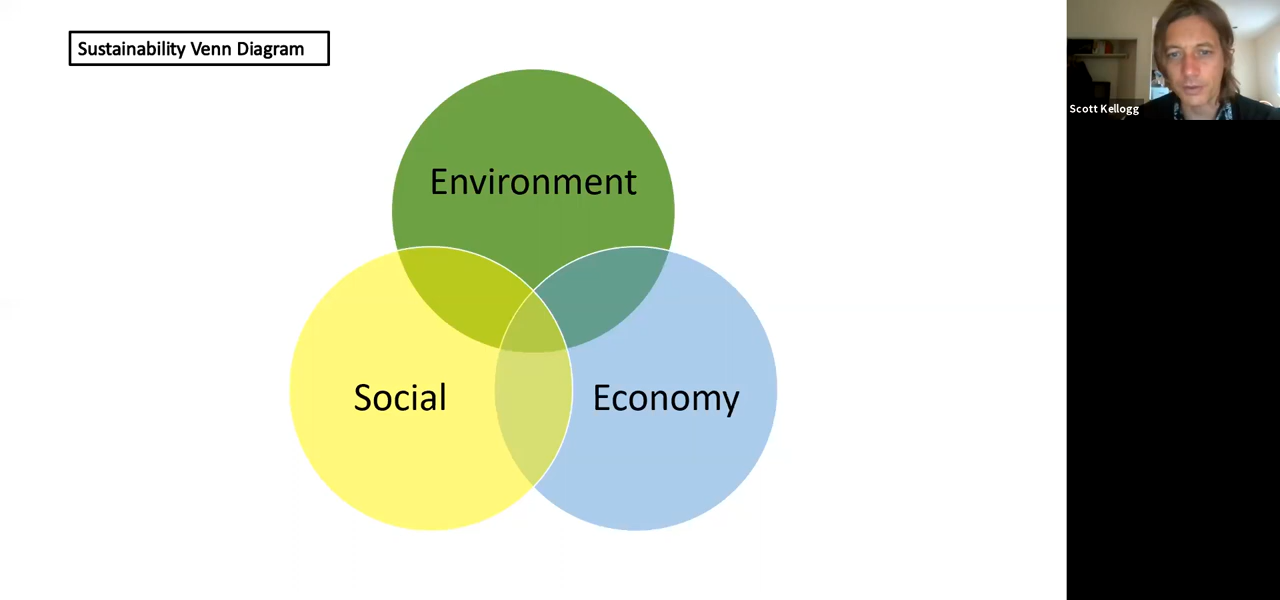 Sustainability Venn Diagram
Scott Kellogg
Environment
Social
Economy